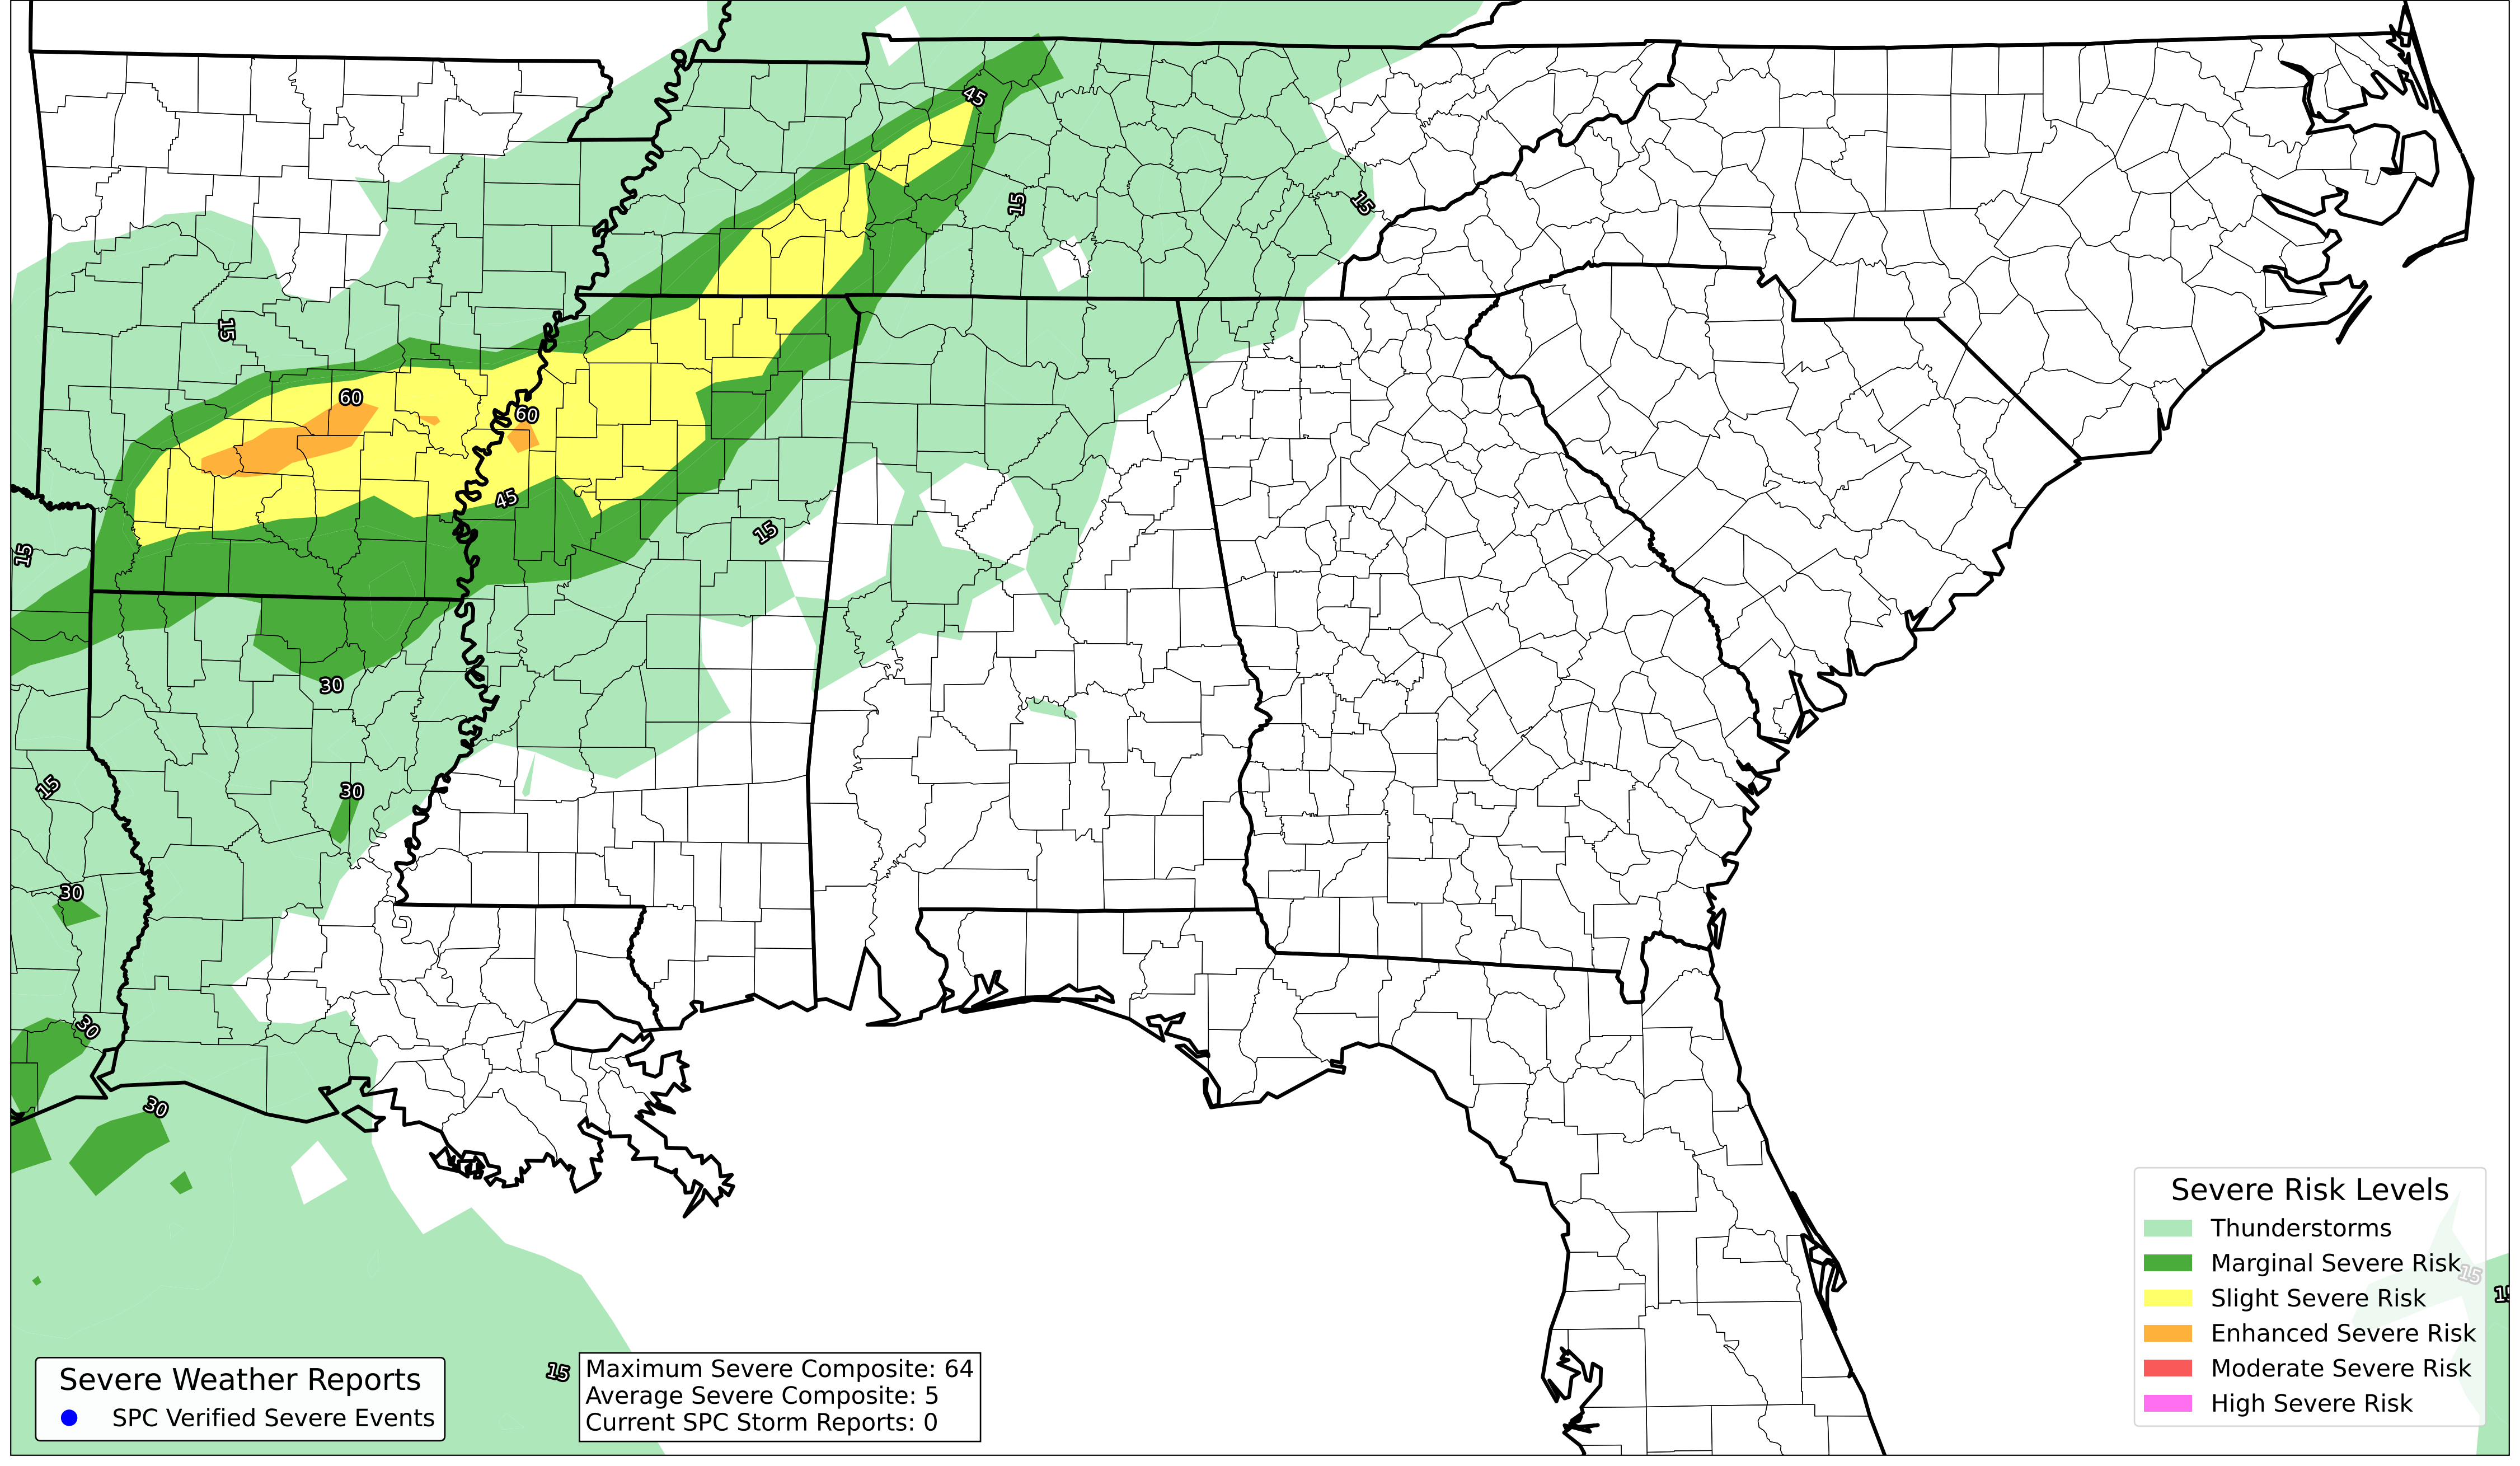 45
15
15
15
60
60
45
15
15
30
15
30
30
30
30
15
15
15
Severe Risk Levels
Thunderstorms
Marginal Severe Risk
Slight Severe Risk
Enhanced Severe Risk
Moderate Severe Risk
High Severe Risk
Severe Weather Reports
SPC Verified Severe Events
Maximum Severe Composite: 64
Average Severe Composite: 5
Current SPC Storm Reports: 0